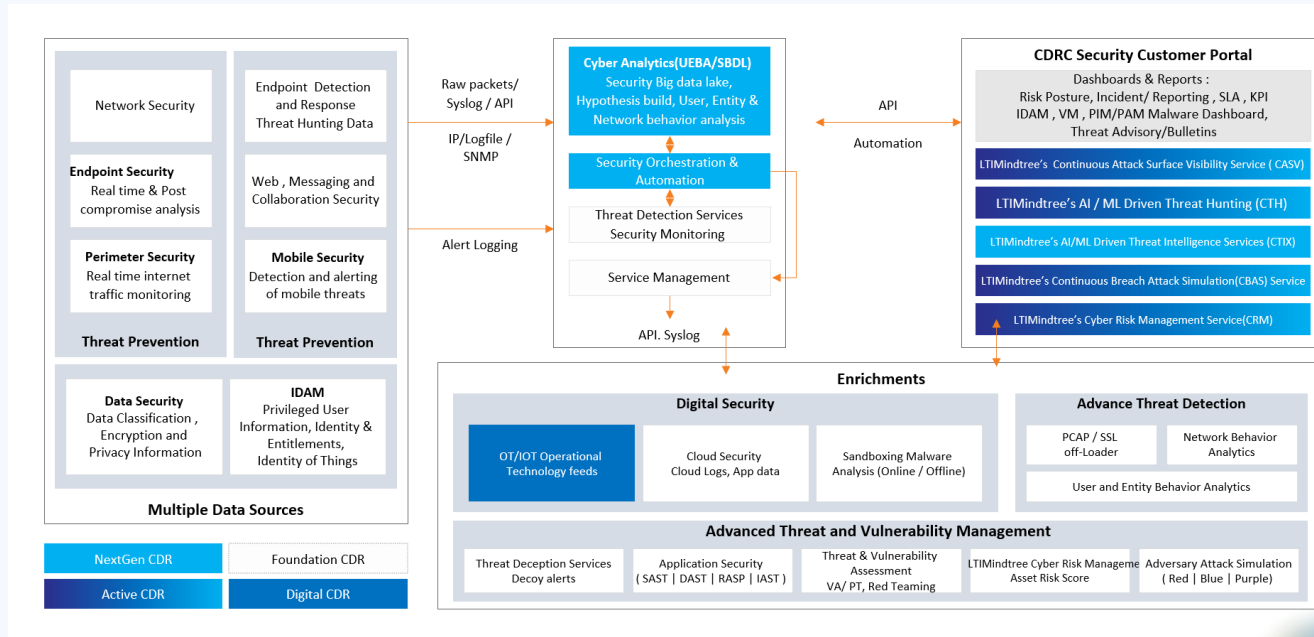 Network Security
Endpoint Detection
and Response
Threat Hunting Data
Endpoint Security
Real time & Post
compromise analysis
Web , Messaging and
Collaboration Security
Perimeter Security
Real time internet
traffic monitoring
Mobile Security
Detection and alerting
of mobile threats
Threat Prevention
Threat Prevention
Data Security
Data Classification ,
Encryption and
Privacy Information
IDAM
Privileged User
Information, Identity &
Entitlements,
Identity of Things
Multiple Data Sources
NextGen CDR
Foundation CDR
Active CDR
Digital CDR
Raw packets/
Syslog / API
IP/Logfile /
SNMP
Alert Logging
Cyber Analytics(UEBA/SBDL)
Security Big data lake,
Hypothesis build, User, Entity &
Network behavior analysis
Security Orchestration &
Automation
Threat Detection Services
Security Monitoring
Service Management
API. Syslog
API
Automation
CDRC Security Customer Portal
Dashboards & Reports :
Risk Posture, Incident/ Reporting , SLA , KPI
IDAM , VM , PIM/PAM Malware Dashboard,
Threat Advisory/Bulletins
LTIMindtree's Continuous Attack Surface Visibility Service ( CASV)
LTIMindtree's AI / ML Driven Threat Hunting (CTH)
LTIMindtree's AI/ML Driven Threat Intelligence Services (CTIX)
LTIMindtree's Continuous Breach Attack Simulation(CBAS) Service
LTIMindtree's Cyber Risk Management Service(CRM)
Enrichments
Digital Security
OT/IOT Operational
Technology feeds
Cloud Security
Cloud Logs, App data
Sandboxing Malware
Analysis (Online / Offline)
Advance Threat Detection
PCAP / SSL
off-Loader
Network Behavior
Analytics
User and Entity Behavior Analytics
Advanced Threat and Vulnerability Management
Threat Deception Services
Decoy alerts
Application Security
( SAST | DAST | RASP | IAST )
Threat & Vulnerability
Assessment
VA/ PT, Red Teaming
LTIMindtree Cyber Risk Manageme
Asset Risk Score
Adversary Attack Simulation
( Red | Blue | Purple)